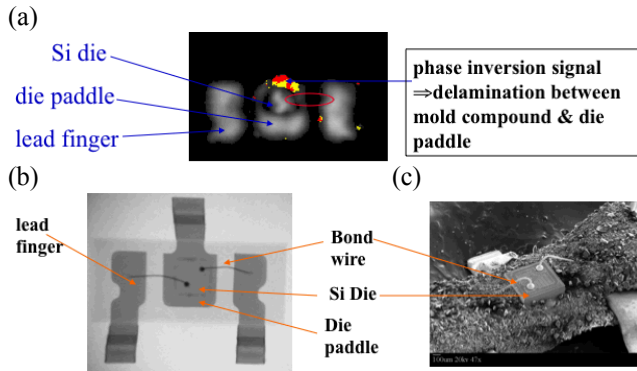 (a)
Si die
die paddle
lead finger
phase inversion signal
⇒delamination between
mold compound & die
paddle
(b)
(c)
lead
finger
Bond
wire
Si Die
Die
paddle
100um 20kv 47x